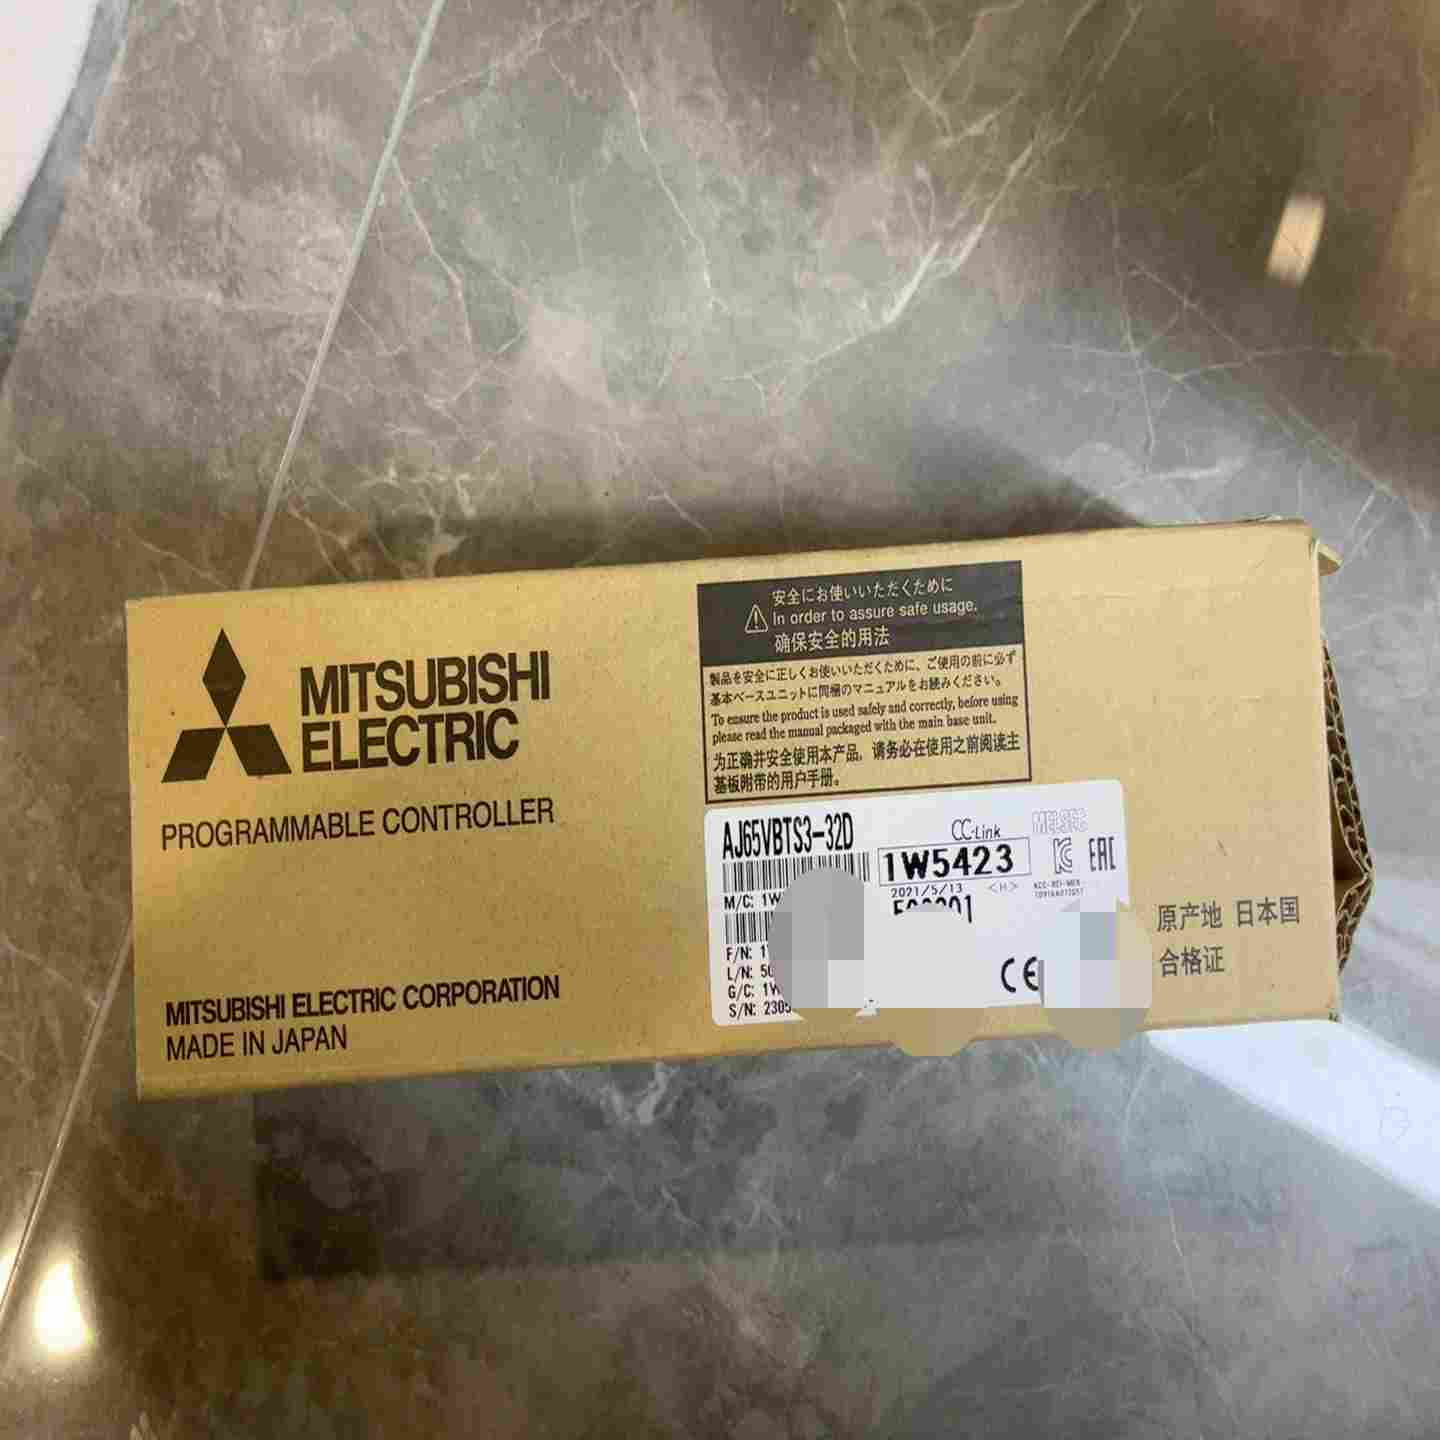 MITSUBISHI
ELECTRIC
PROGRAMMABLE CONTROLLER
MITSUBISHI ELECTRIC CORPORATION
MADE IN JAPAN
安全にお使いいただくために
In order to assure safe usage.
确保安全的用法
製品を安全に正しくお使いいただくために、ご使用の前に必ず
基本ベースユニットに同梱のマニュアルをお読みください。
To ensure the product is used safely and correctly, before using
please read the manual packaged with the main base unit.
为正确并安全使用本产品，请务必在使用之前阅读主
基板附带的用户手册。
AJ65VBTS3-32D
CC-Link
MELSEC
1W5423
2021/5/13 <H>
EAC
M/C: 1W
F/N:
L/N: 50
G/C: 1W
S/N: 2305
CE
原产地 日本国
合格证